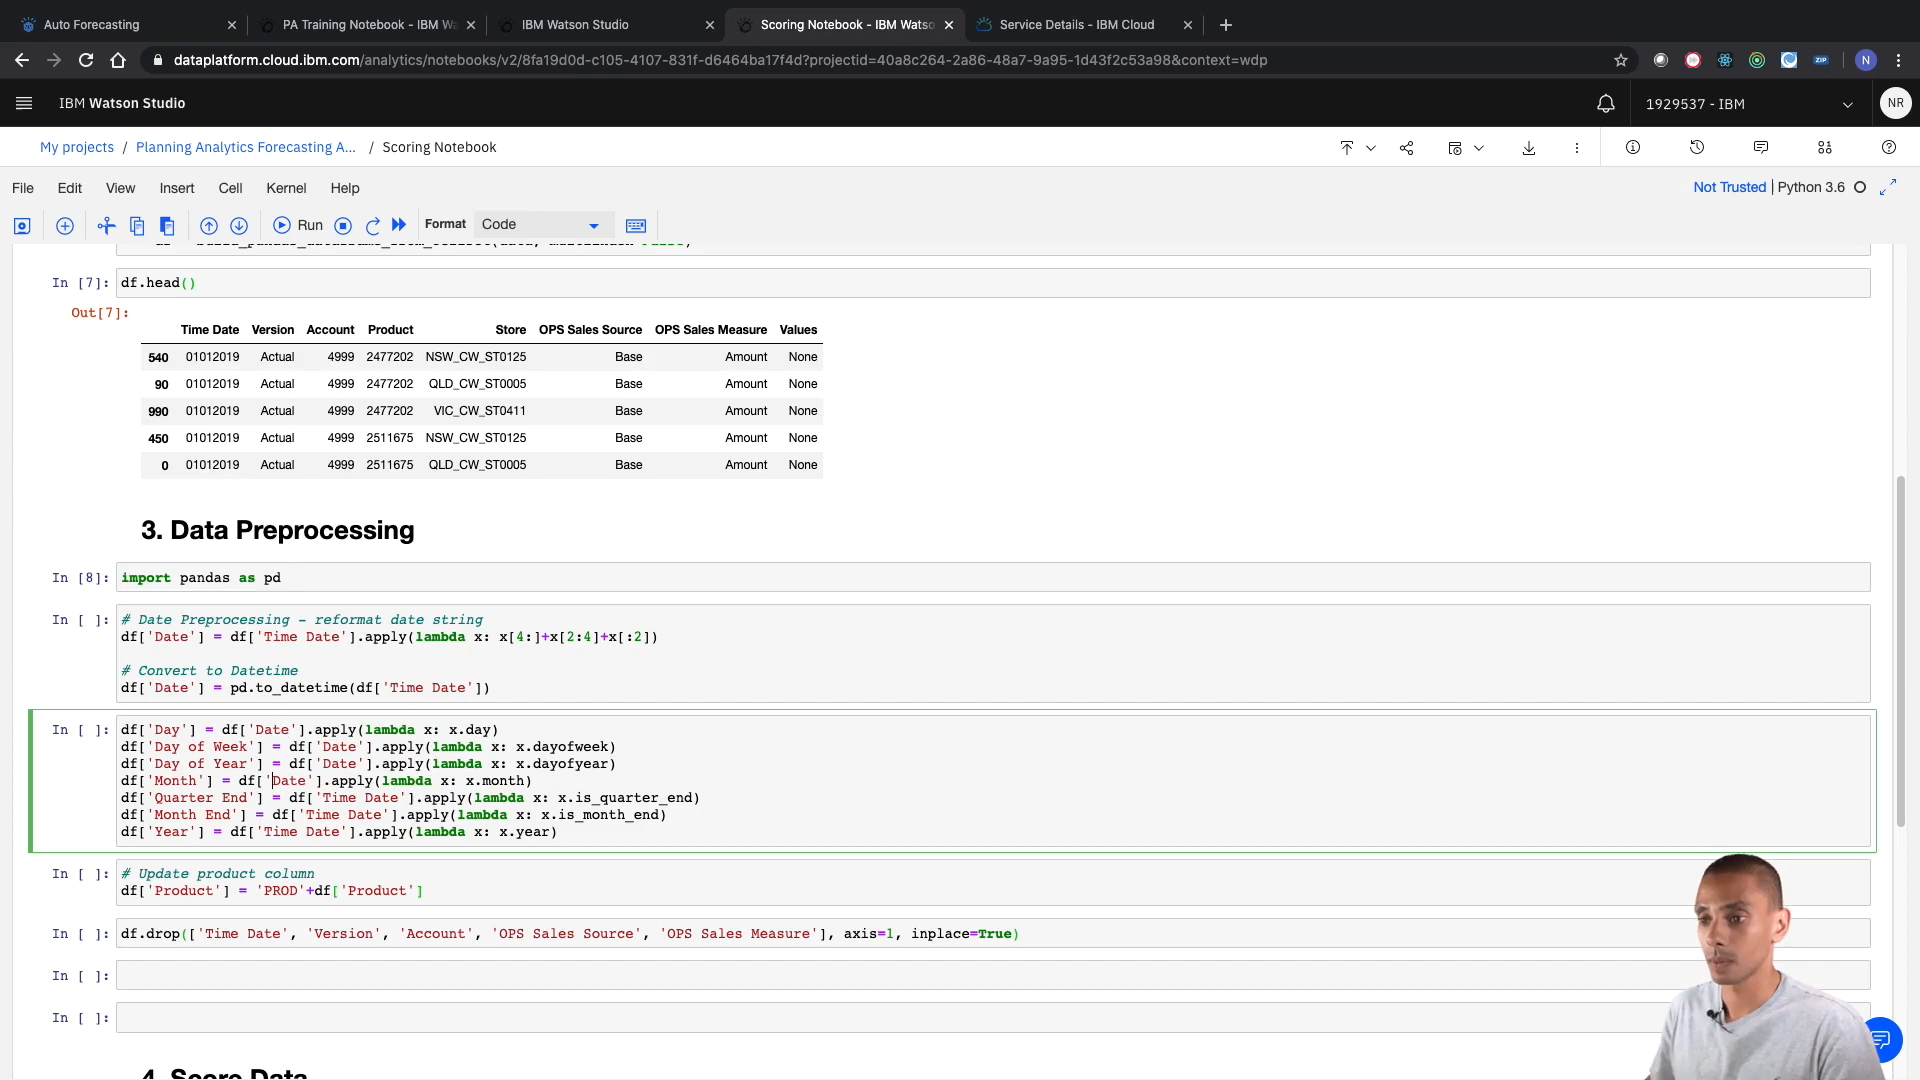 Auto Forecasting
PA Training Notebook - IBM Wa
IBM Watson Studio
Scoring Notebook - IBM Watso
Service Details - IBM Cloud
dataplatform.cloud.ibm.com/analytics/notebooks/v2/8fa19d0d-c105-4107-831f-d6464ba17f4d?projectid=40a8c264-2a86-48a7-9a95-1d43f2c53a98&context=wdp
ZIP
N
IBM Watson Studio
1929537 - IBM
NR
My projects / Planning Analytics Forecasting A... / Scoring Notebook
File Edit View Insert Cell Kernel Help
Not Trusted | Python 3.6
Run
Format Code
In [7]: df.head()
Out[7]:
Time Date Version Account Product Store OPS Sales Source OPS Sales Measure Values
540 01012019 Actual 4999 2477202 NSW_CW_ST0125 Base Amount None
90 01012019 Actual 4999 2477202 QLD_CW_ST0005 Base Amount None
990 01012019 Actual 4999 2477202 VIC_CW_ST0411 Base Amount None
450 01012019 Actual 4999 2511675 NSW_CW_ST0125 Base Amount None
0 01012019 Actual 4999 2511675 QLD_CW_ST0005 Base Amount None
3. Data Preprocessing
In [8]: import pandas as pd
In [ ]: # Date Preprocessing - reformat date string
df['Date'] = df['Time Date'].apply(lambda x: x[4:]+x[2:4]+x[:2])
# Convert to Datetime
df['Date'] = pd.to_datetime(df['Time Date'])
In [ ]: df['Day'] = df['Date'].apply(lambda x: x.day)
df['Day of Week'] = df['Date'].apply(lambda x: x.dayofweek)
df['Day of Year'] = df['Date'].apply(lambda x: x.dayofyear)
df['Month'] = df['Date'].apply(lambda x: x.month)
df['Quarter End'] = df['Time Date'].apply(lambda x: x.is_quarter_end)
df['Month End'] = df['Time Date'].apply(lambda x: x.is_month_end)
df['Year'] = df['Time Date'].apply(lambda x: x.year)
In [ ]: # Update product column
df['Product'] = 'PROD'+df['Product']
In [ ]: df.drop(['Time Date', 'Version', 'Account', 'OPS Sales Source', 'OPS Sales Measure'], axis=1, inplace=True)
In [ ]:
In [ ]:
4. Score Data